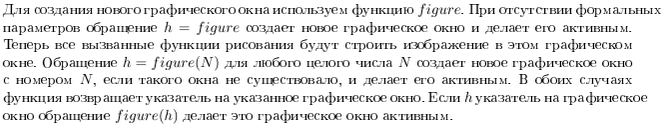 Для создания нового графического окна используем функцию figure. При отсутствии формальных
параметров обращение h = figure создает новое графическое окно и делает его активным.
Теперь все вызванные функции рисования будут строить изображение в этом графическом
окне. Обращение h = figure(N) для любого целого числа N создает новое графическое окно
с номером N, если такого окна не существовало, и делает его активным. В обоих случаях
функция возвращает указатель на указанное графическое окно. Если h указатель на графическое
окно обращение figure(h) делает это графическое окно активным.